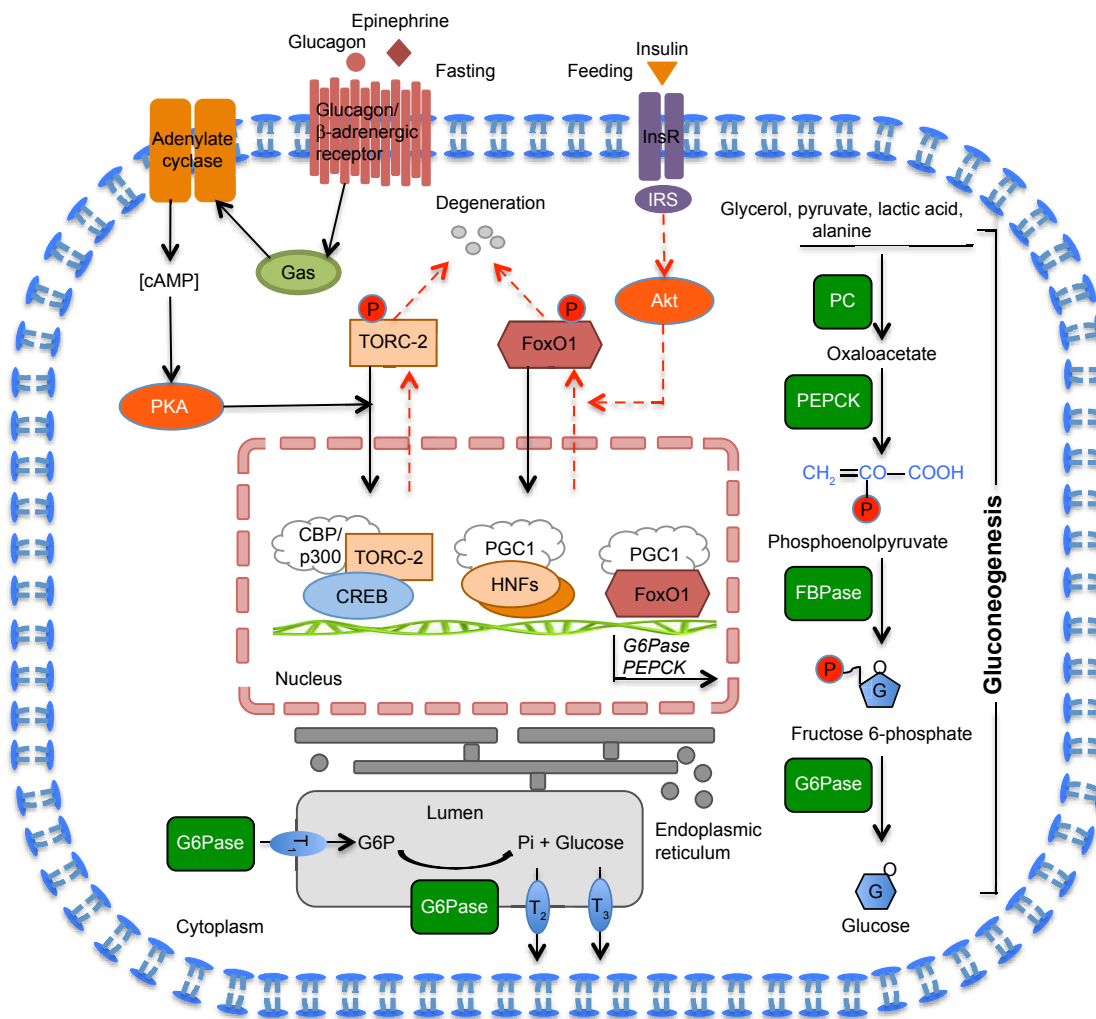 Epinephrine
Glucagon
Fasting
Insulin
Feeding
Adenylate
cyclase
Glucagon/
β-adrenergic
receptor
InsR
IRS
Degeneration
Gas
[cAMP]
Akt
P
P
TORC-2
FoxO1
PKA
CBP/
p300
TORC-2
CREB
PGC1
HNFs
PGC1
FoxO1
G6Pase
PEPCK
Nucleus
Lumen
Endoplasmic
reticulum
G6Pase
T1
G6P
Pi + Glucose
G6Pase
T2
T3
Cytoplasm
Glycerol, pyruvate, lactic acid,
alanine
PC
Oxaloacetate
PEPCK
CH2 CO COOH
P
Phosphoenolpyruvate
FBPase
P
O
G
Fructose 6-phosphate
G6Pase
O
G
Glucose
Gluconeogenesis